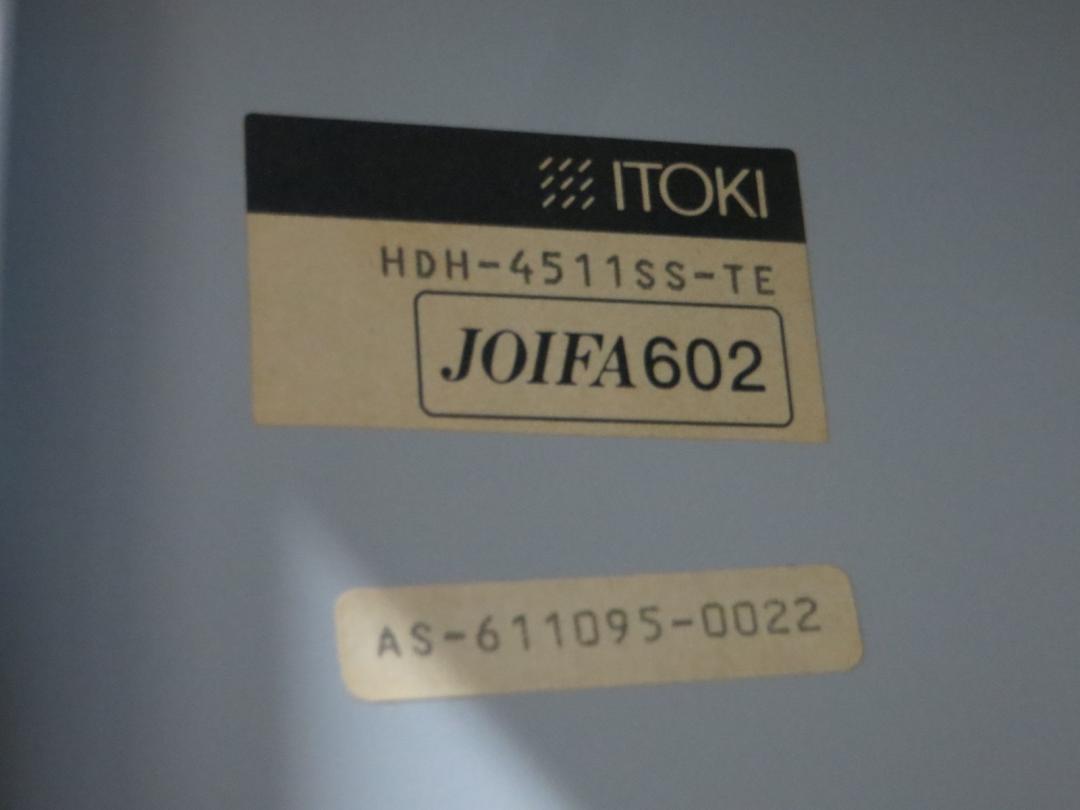 ITOKI
HDH-4511SS-TE
JOIFA602
AS-611095-0022